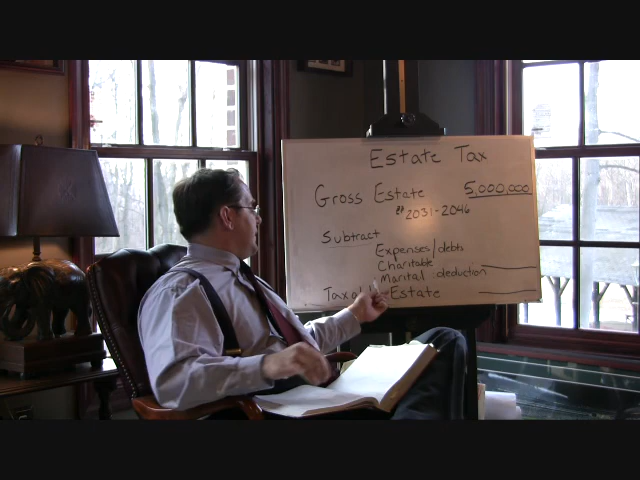 Estate Tax
Gross Estate 5,000,000
2031-2046
Subtract
Expenses/debts
Charitable
Marital deduction
Estate